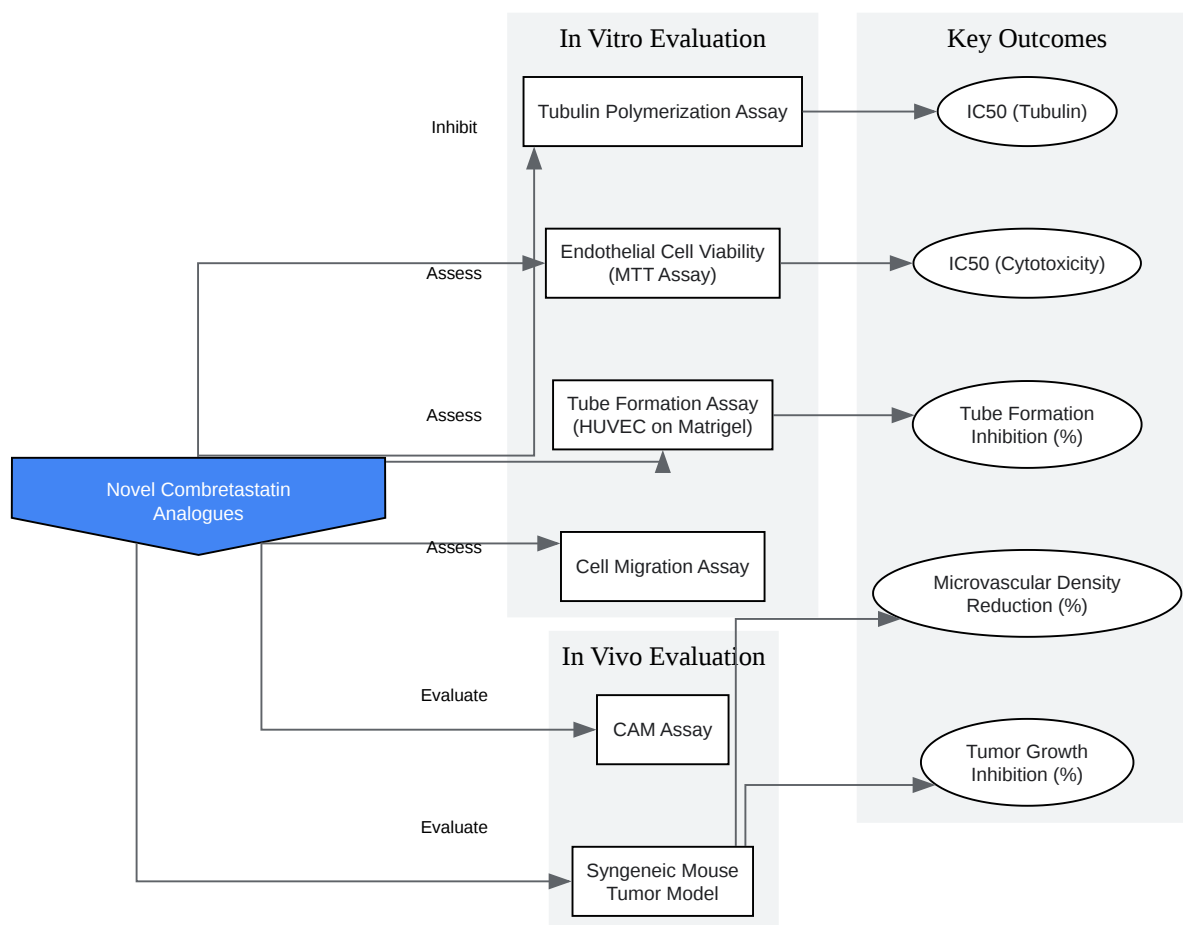 In Vitro Evaluation
Key Outcomes
Tubulin Polymerization Assay
IC50 (Tubulin)
Inhibit
Endothelial Cell Viability
(MTT Assay)
IC50 (Cytotoxicity)
Assess
Tube Formation Assay
(HUVEC on Matrigel)
Tube Formation
Inhibition (%)
Assess
Novel Combretastatin
Analogues
Assess
Cell Migration Assay
Microvascular Density
Reduction (%)
In Vivo Evaluation
Evaluate
CAM Assay
Tumor Growth
Inhibition (%)
Evaluate
Syngeneic Mouse
Tumor Model